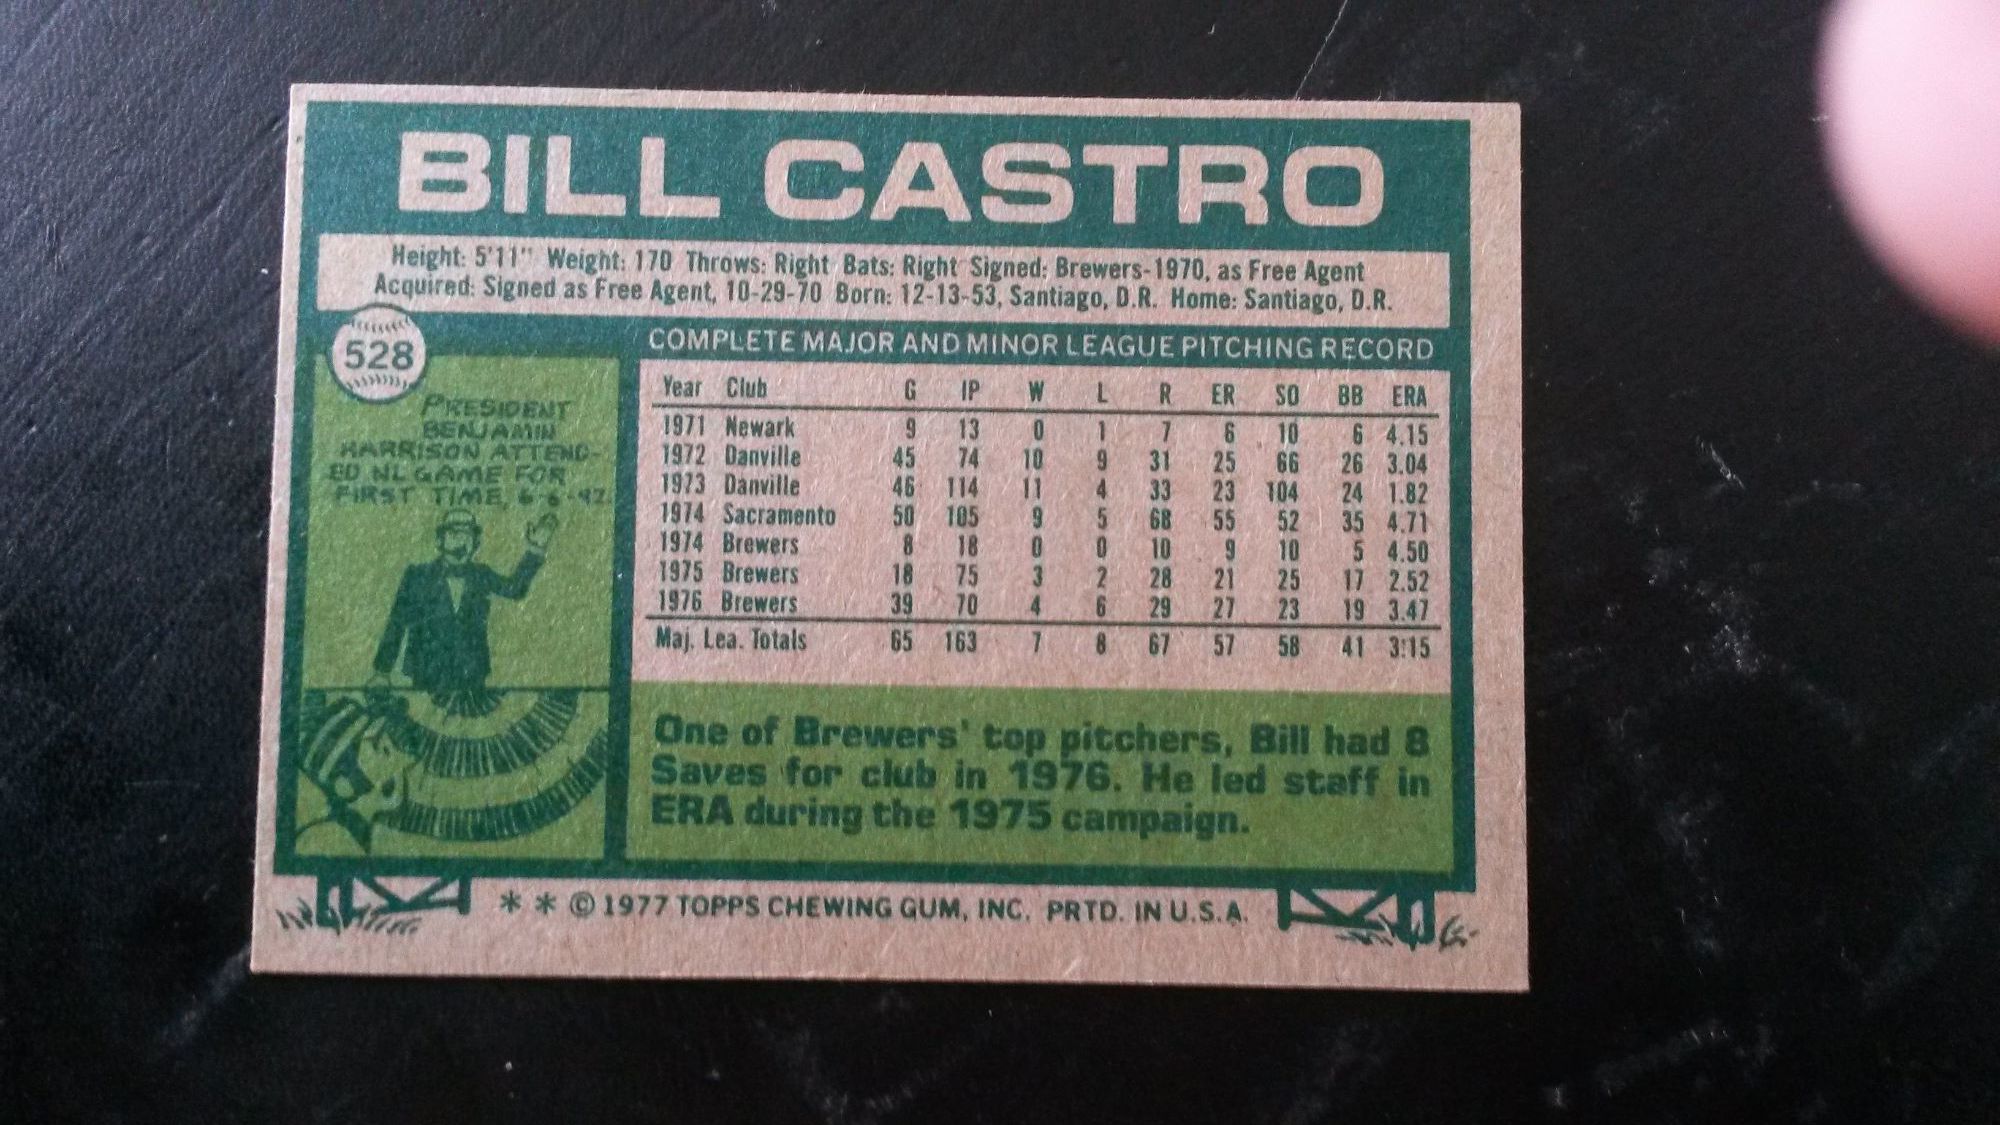 BILL CASTRO
Height: 5'11" Weight: 170 Throws: Right Bats: Right Signed: Brewers-1970, as Free Agent
Acquired: Signed as Free Agent, 10-29-70 Born: 12-13-53, Santiago, D.R. Home: Santiago, D.R.
528
PRESIDENT
BENJAMIN
HARRISON ATTEND-
ED NL GAME FOR
FIRST TIME, 6-6-92.
COMPLETE MAJOR AND MINOR LEAGUE PITCHING RECORD
Year Club G IP W L R ER SO BB ERA
1971 Newark 9 13 0 1 7 6 10 6 4.15
1972 Danville 45 74 10 9 31 25 66 26 3.04
1973 Danville 46 114 11 4 33 23 104 24 1.82
1974 Sacramento 50 105 9 5 68 55 52 35 4.71
1974 Brewers 8 18 0 0 10 9 10 5 4.50
1975 Brewers 18 75 3 2 28 21 25 17 2.52
1976 Brewers 39 70 4 6 29 27 23 19 3.47
Maj. Lea. Totals 65 163 7 8 67 57 58 41 3:15
One of Brewers' top pitchers, Bill had 8
Saves for club in 1976. He led staff in
ERA during the 1975 campaign.
** © 1977 TOPPS CHEWING GUM, INC. PRTD. IN U.S.A.